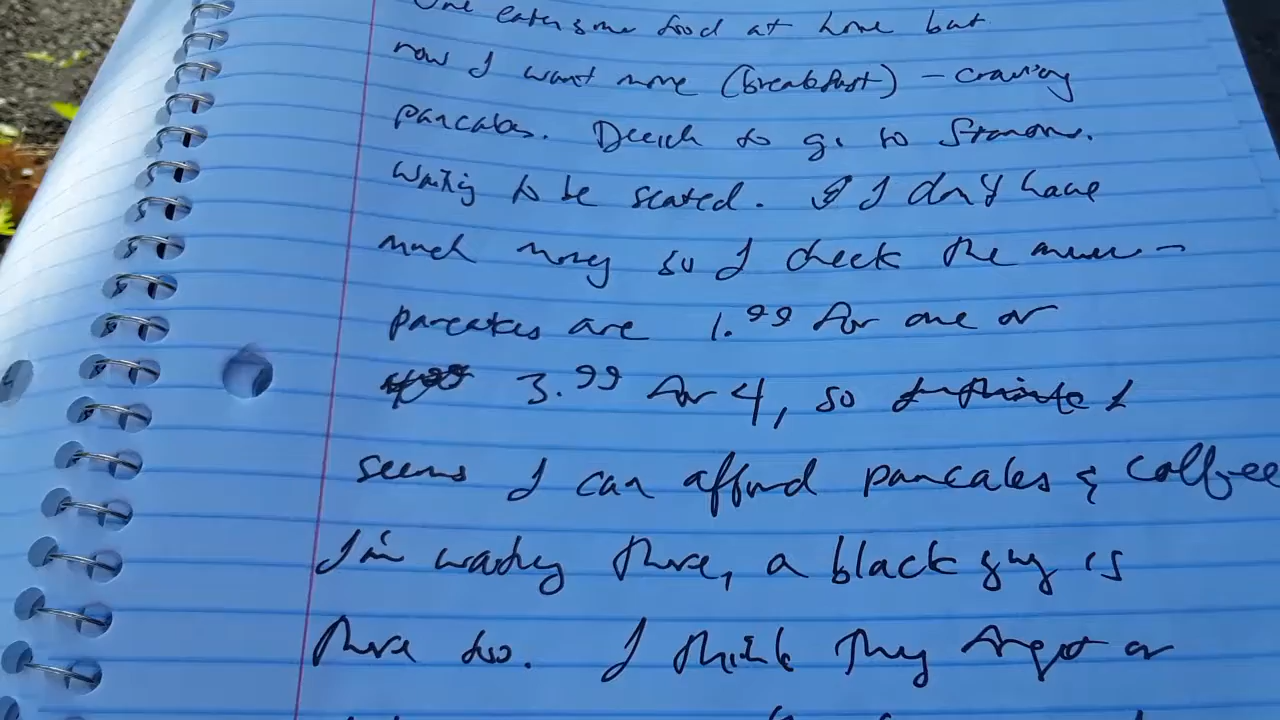 eaten some food at home but
now I want more (breakfast) – craving
pancakes. Decide to go to
waiting to be seated. I don't have
much money so I check the menu –
pancakes are 1.99 for one or
3.99 for 4, so I
seems I can afford pancakes & coffee
I'm waiting there, a black guy is
there too. I think they forgot or